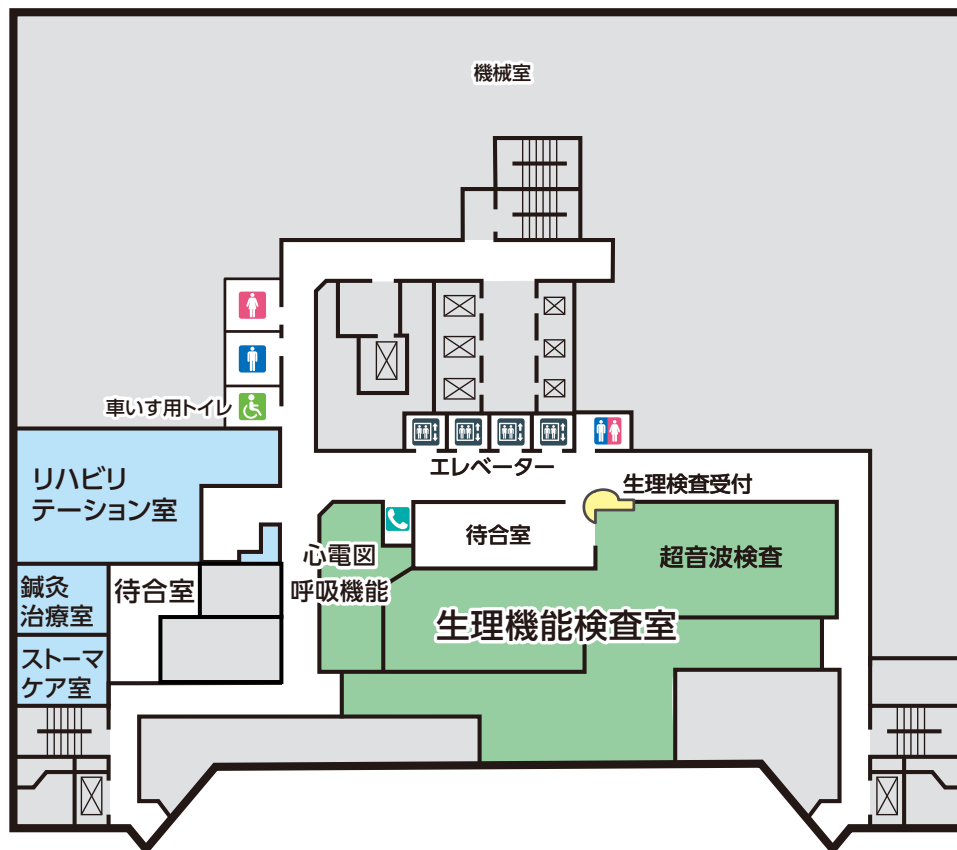 機械室
車いす用トイレ
エレベーター
リハビリ
テーション室
生理検査受付
待合室
心電図
呼吸機能
超音波検査
鍼灸
治療室
待合室
生理機能検査室
ストーマ
ケア室